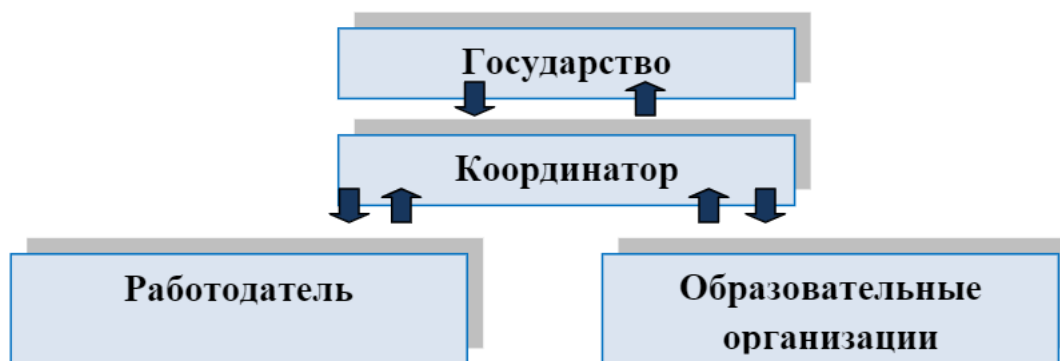 Государство
Координатор
Работодатель
Образовательные
организации